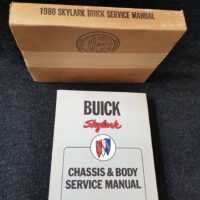 1980 SKYLARK BUICK SERVICE MANUAL
BUICK
Skylark
CHASSIS & BODY
SERVICE MANUAL